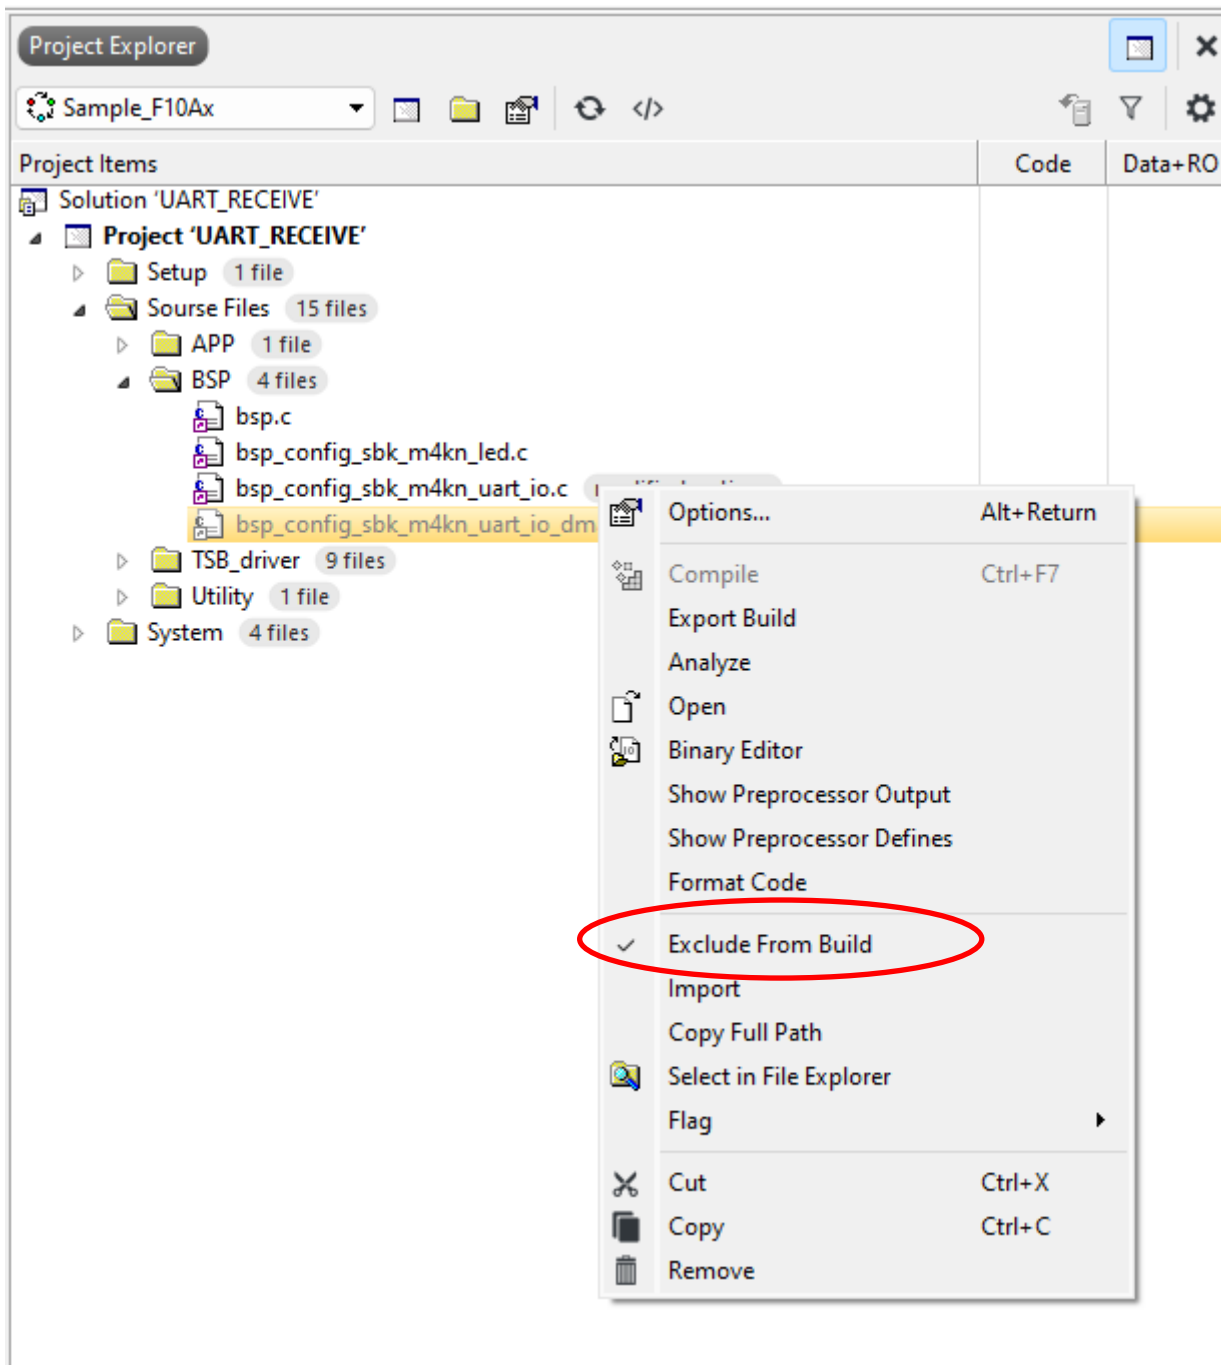 Project Explorer
Sample_F10Ax
</>
Project Items Code Data+RO
Solution ‘UART_RECEIVE’
Project ‘UART_RECEIVE’
Setup 1 file
Sourse Files 15 files
APP 1 file
BSP 4 files
bsp.c
bsp_config_sbk_m4kn_led.c
bsp_config_sbk_m4kn_uart_io.c
bsp_config_sbk_m4kn_uart_io_dm
TSB_driver 9 files
Utility 1 file
System 4 files
Options... Alt+Return
Compile Ctrl+F7
Export Build
Analyze
Open
Binary Editor
Show Preprocessor Output
Show Preprocessor Defines
Format Code
Exclude From Build
Import
Copy Full Path
Select in File Explorer
Flag
Cut Ctrl+X
Copy Ctrl+C
Remove